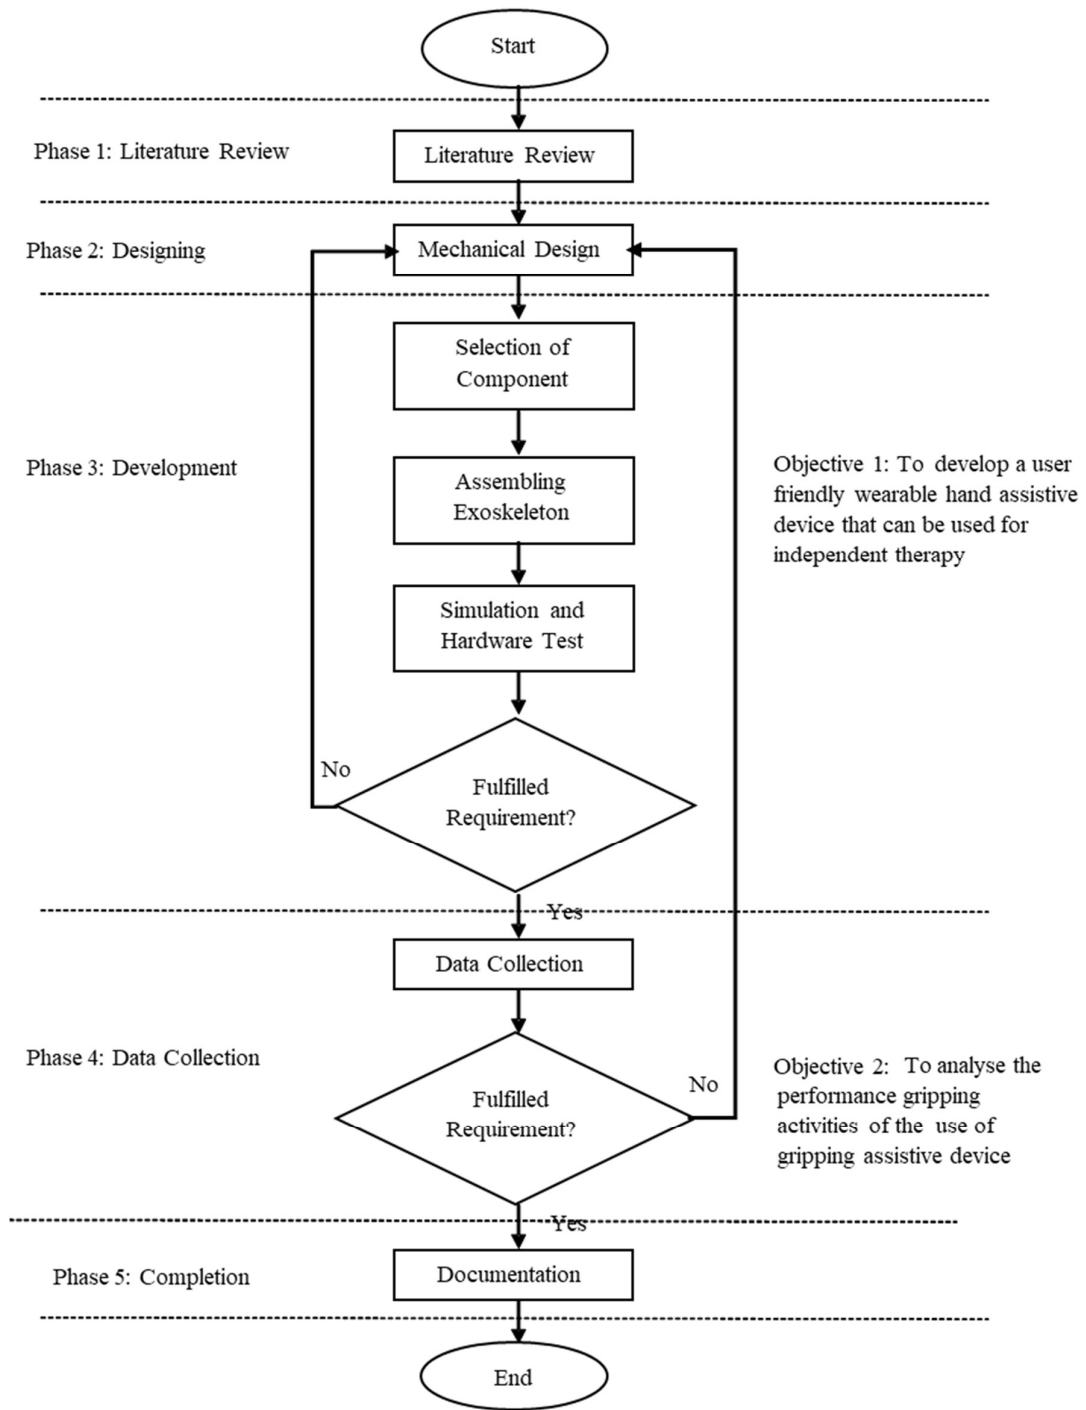 Start
Phase 1: Literature Review
Literature Review
Phase 2: Designing
Mechanical Design
Selection of
Component
Phase 3: Development
Assembling
Exoskeleton
Objective 1: To develop a user
friendly wearable hand assistive
device that can be used for
independent therapy
Simulation and
Hardware Test
No
Fulfilled
Requirement?
Yes
Data Collection
Phase 4: Data Collection
Fulfilled
Requirement?
No
Objective 2: To analyse the
performance gripping
activities of the use of
gripping assistive device
Yes
Phase 5: Completion
Documentation
End